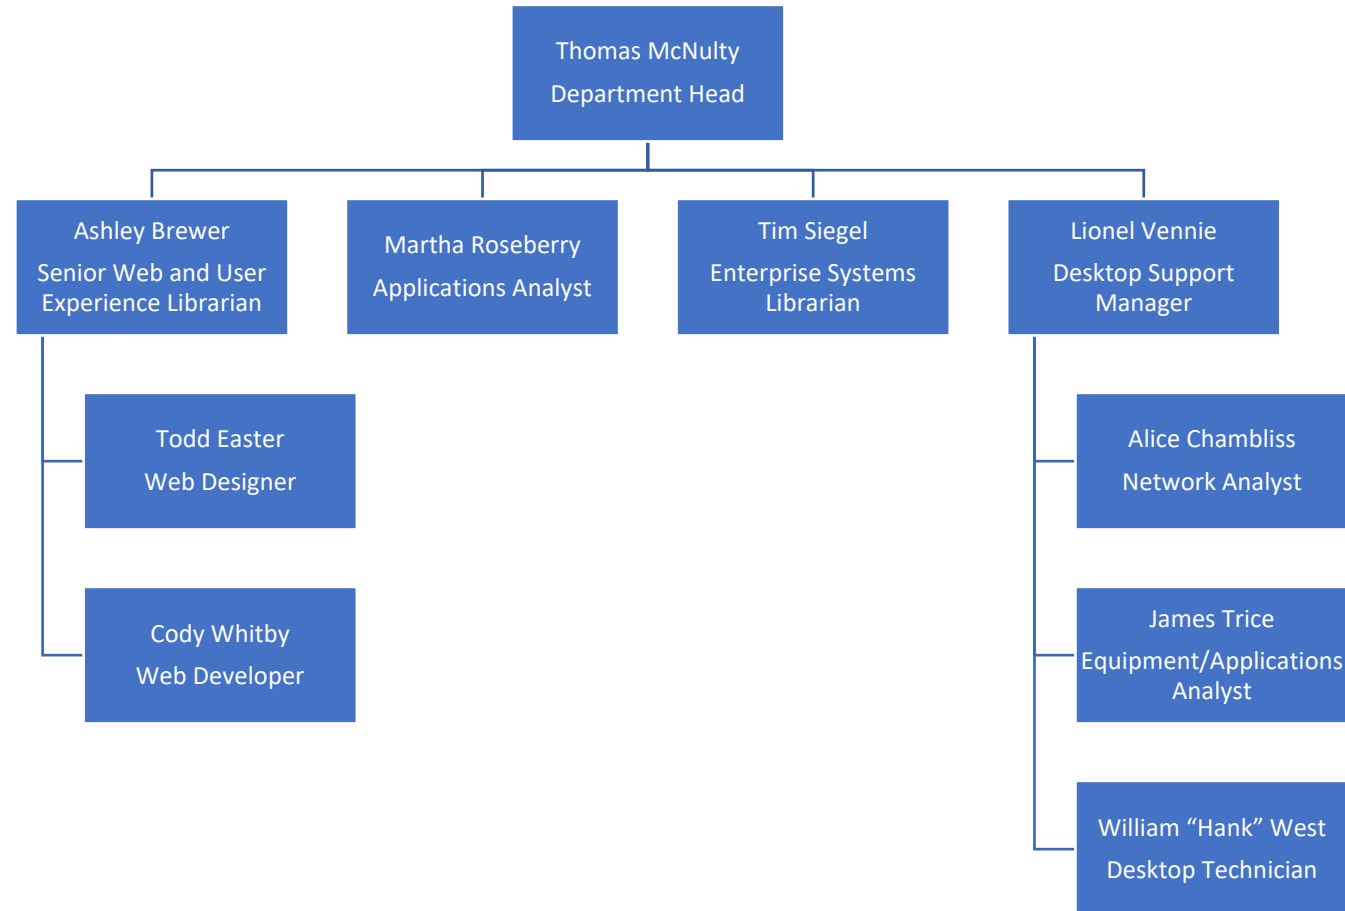 Thomas McNulty
Department Head
Ashley Brewer
Senior Web and User
Experience Librarian
Martha Roseberry
Applications Analyst
Tim Siegel
Enterprise Systems
Librarian
Lionel Vennie
Desktop Support
Manager
Todd Easter
Web Designer
Cody Whitby
Web Developer
Alice Chambliss
Network Analyst
James Trice
Equipment/Applications
Analyst
William “Hank” West
Desktop Technician